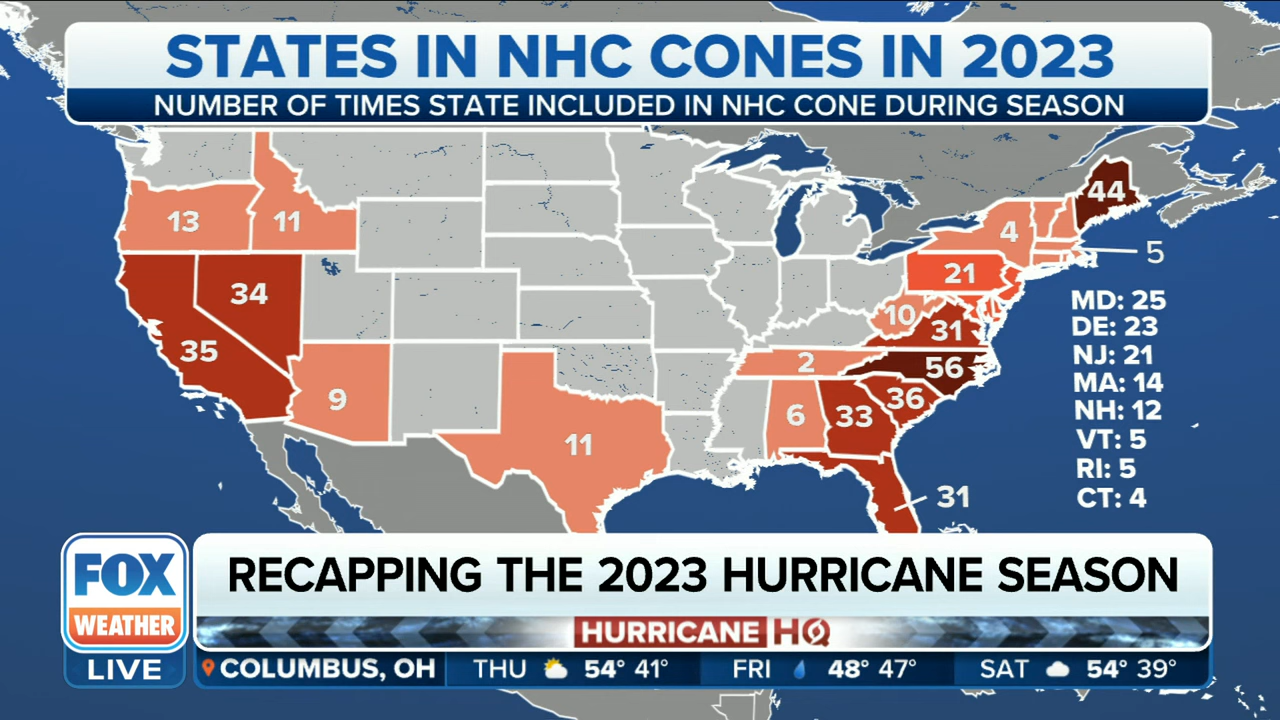 STATES IN NHC CONES IN 2023
NUMBER OF TIMES STATE INCLUDED IN NHC CONE DURING SEASON
13
11
44
4
5
34
21
10
31
35
2
56
9
6
33
36
11
31
MD: 25
DE: 23
NJ: 21
MA: 14
NH: 12
VT: 5
RI: 5
CT: 4
FOX
WEATHER
LIVE
RECAPPING THE 2023 HURRICANE SEASON
HURRICANE HQ
COLUMBUS, OH THU 54° 41° FRI 48° 47° SAT 54° 39°